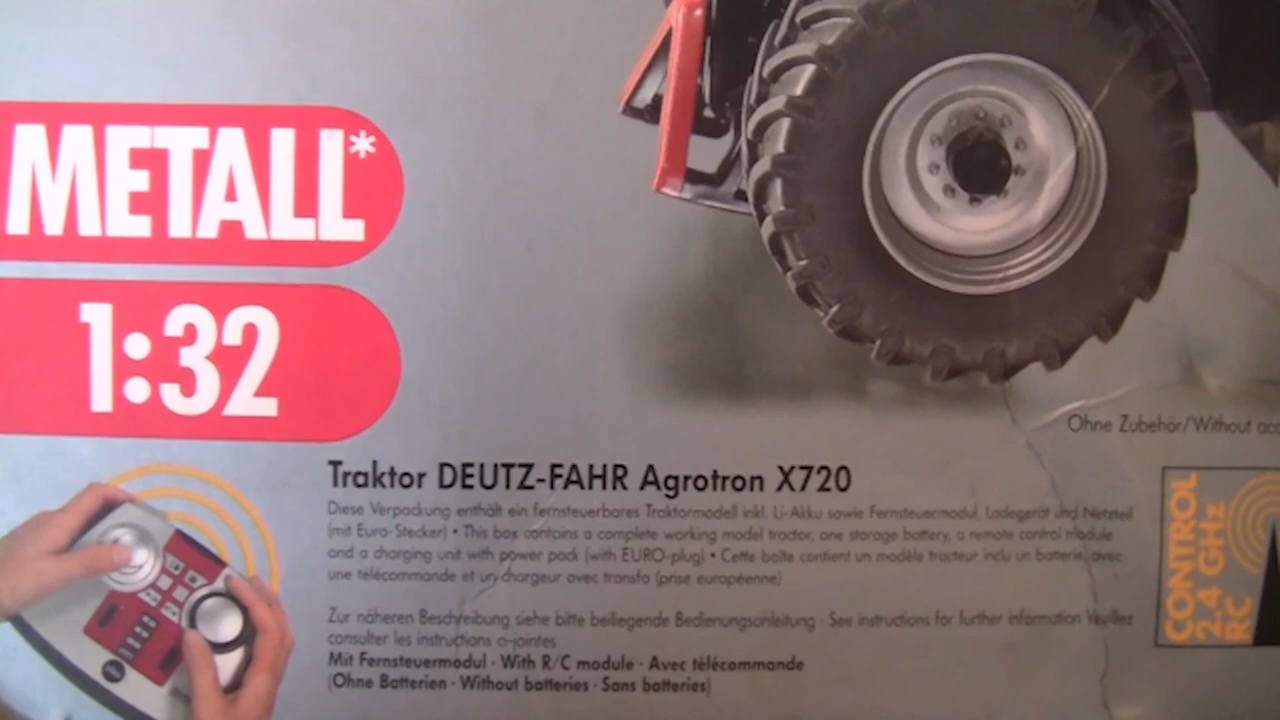 METALL*
1:32
Ohne Zubehör/Without
Traktor DEUTZ-FAHR Agrotron X720
Diese Verpackung enthält ein fernsteuerbares Traktormodell inkl. Li-Akku sowie Fernsteuermodul, Ladegerät und Netzteil
(mit Euro-Stecker) • This box contains a complete working model tractor, one storage battery, a remote control module
and a charging unit with power pack (with EURO-plug) • Cette boîte contient un modèle tracteur inclu un batterie, avec
une télécommande et un chargeur avec transfo (prise européenne)
Zur näheren Beschreibung siehe bitte beiliegende Bedienungsanleitung · See instructions for further information Veuillez
consulter les instructions ci-jointes
Mit Fernsteuermodul · With R/C module · Avec télécommande
(Ohne Batterien · Without batteries · Sans batteries)
CONTROL
2.4 GHz
RC